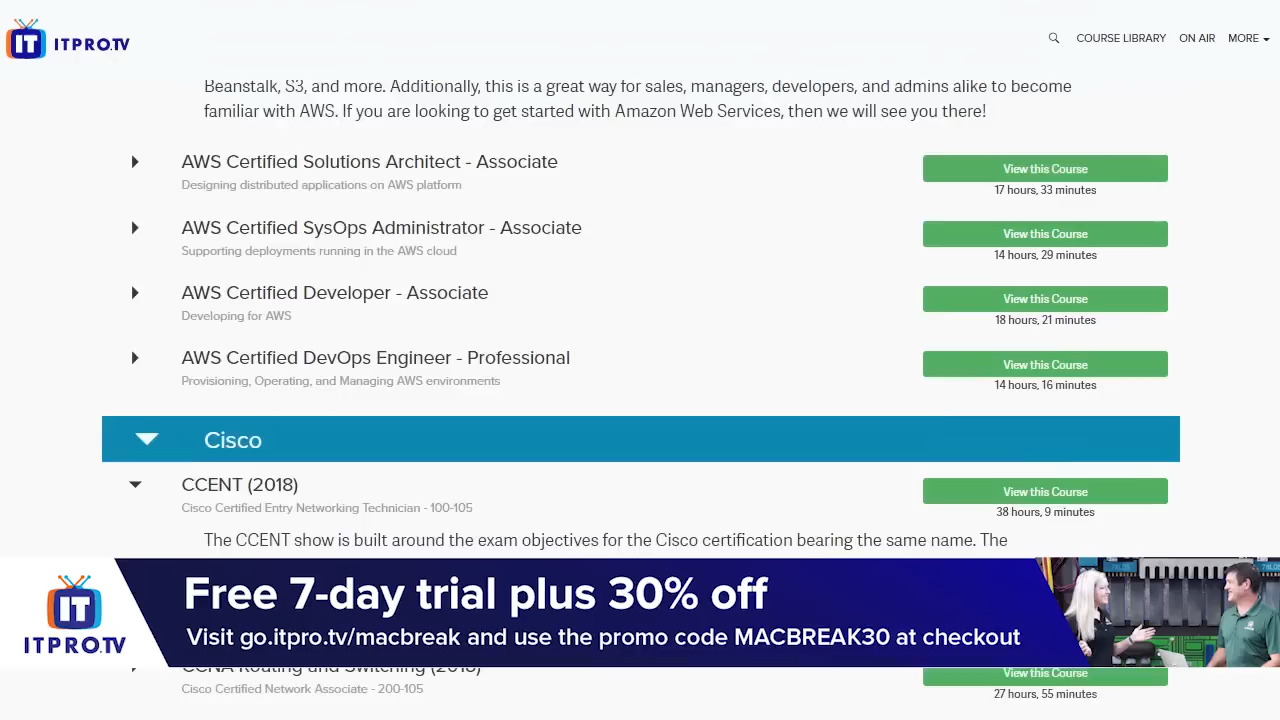 IT ITPRO.TV
COURSE LIBRARY ON AIR MORE
Beanstalk, S3, and more. Additionally, this is a great way for sales, managers, developers, and admins alike to become
familiar with AWS. If you are looking to get started with Amazon Web Services, then we will see you there!
AWS Certified Solutions Architect - Associate
View this Course
Designing distributed applications on AWS platform
17 hours, 33 minutes
AWS Certified SysOps Administrator - Associate
View this Course
Supporting deployments running in the AWS cloud
14 hours, 29 minutes
AWS Certified Developer - Associate
View this Course
Developing for AWS
18 hours, 21 minutes
AWS Certified DevOps Engineer - Professional
View this Course
Provisioning, Operating, and Managing AWS environments
14 hours, 16 minutes
Cisco
CCENT (2018)
View this Course
Cisco Certified Entry Networking Technician - 100-105
38 hours, 9 minutes
The CCENT show is built around the exam objectives for the Cisco certification bearing the same name. The
IT
ITPRO.TV
Free 7-day trial plus 30% off
Visit go.itpro.tv/macbreak and use the promo code MACBREAK30 at checkout
CCNA Routing and Switching (2018)
View this Course
Cisco Certified Network Associate - 200-105
27 hours, 55 minutes